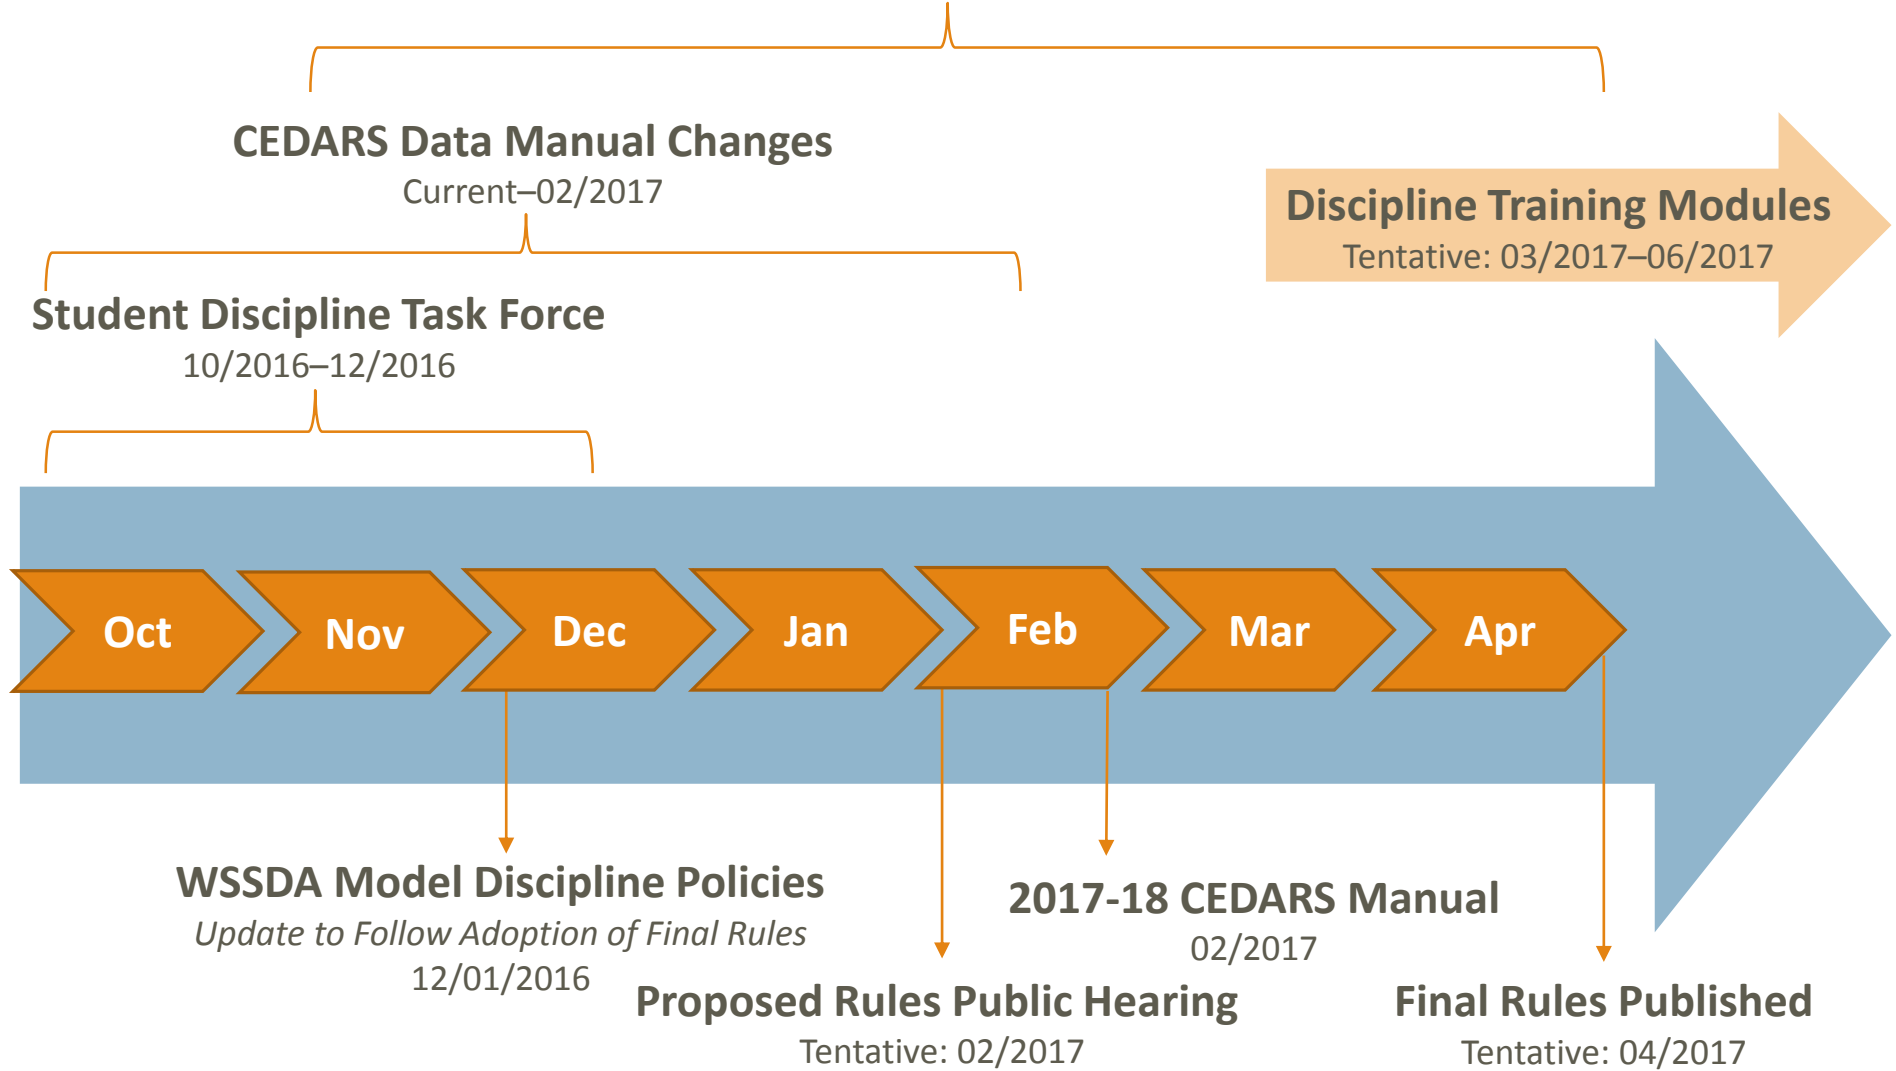 CEDARS Data Manual Changes
Current–02/2017
Discipline Training Modules
Tentative: 03/2017–06/2017
Student Discipline Task Force
10/2016–12/2016
Oct
Nov
Dec
Jan
Feb
Mar
Apr
WSSDA Model Discipline Policies
Update to Follow Adoption of Final Rules
12/01/2016
2017-18 CEDARS Manual
02/2017
Proposed Rules Public Hearing
Tentative: 02/2017
Final Rules Published
Tentative: 04/2017